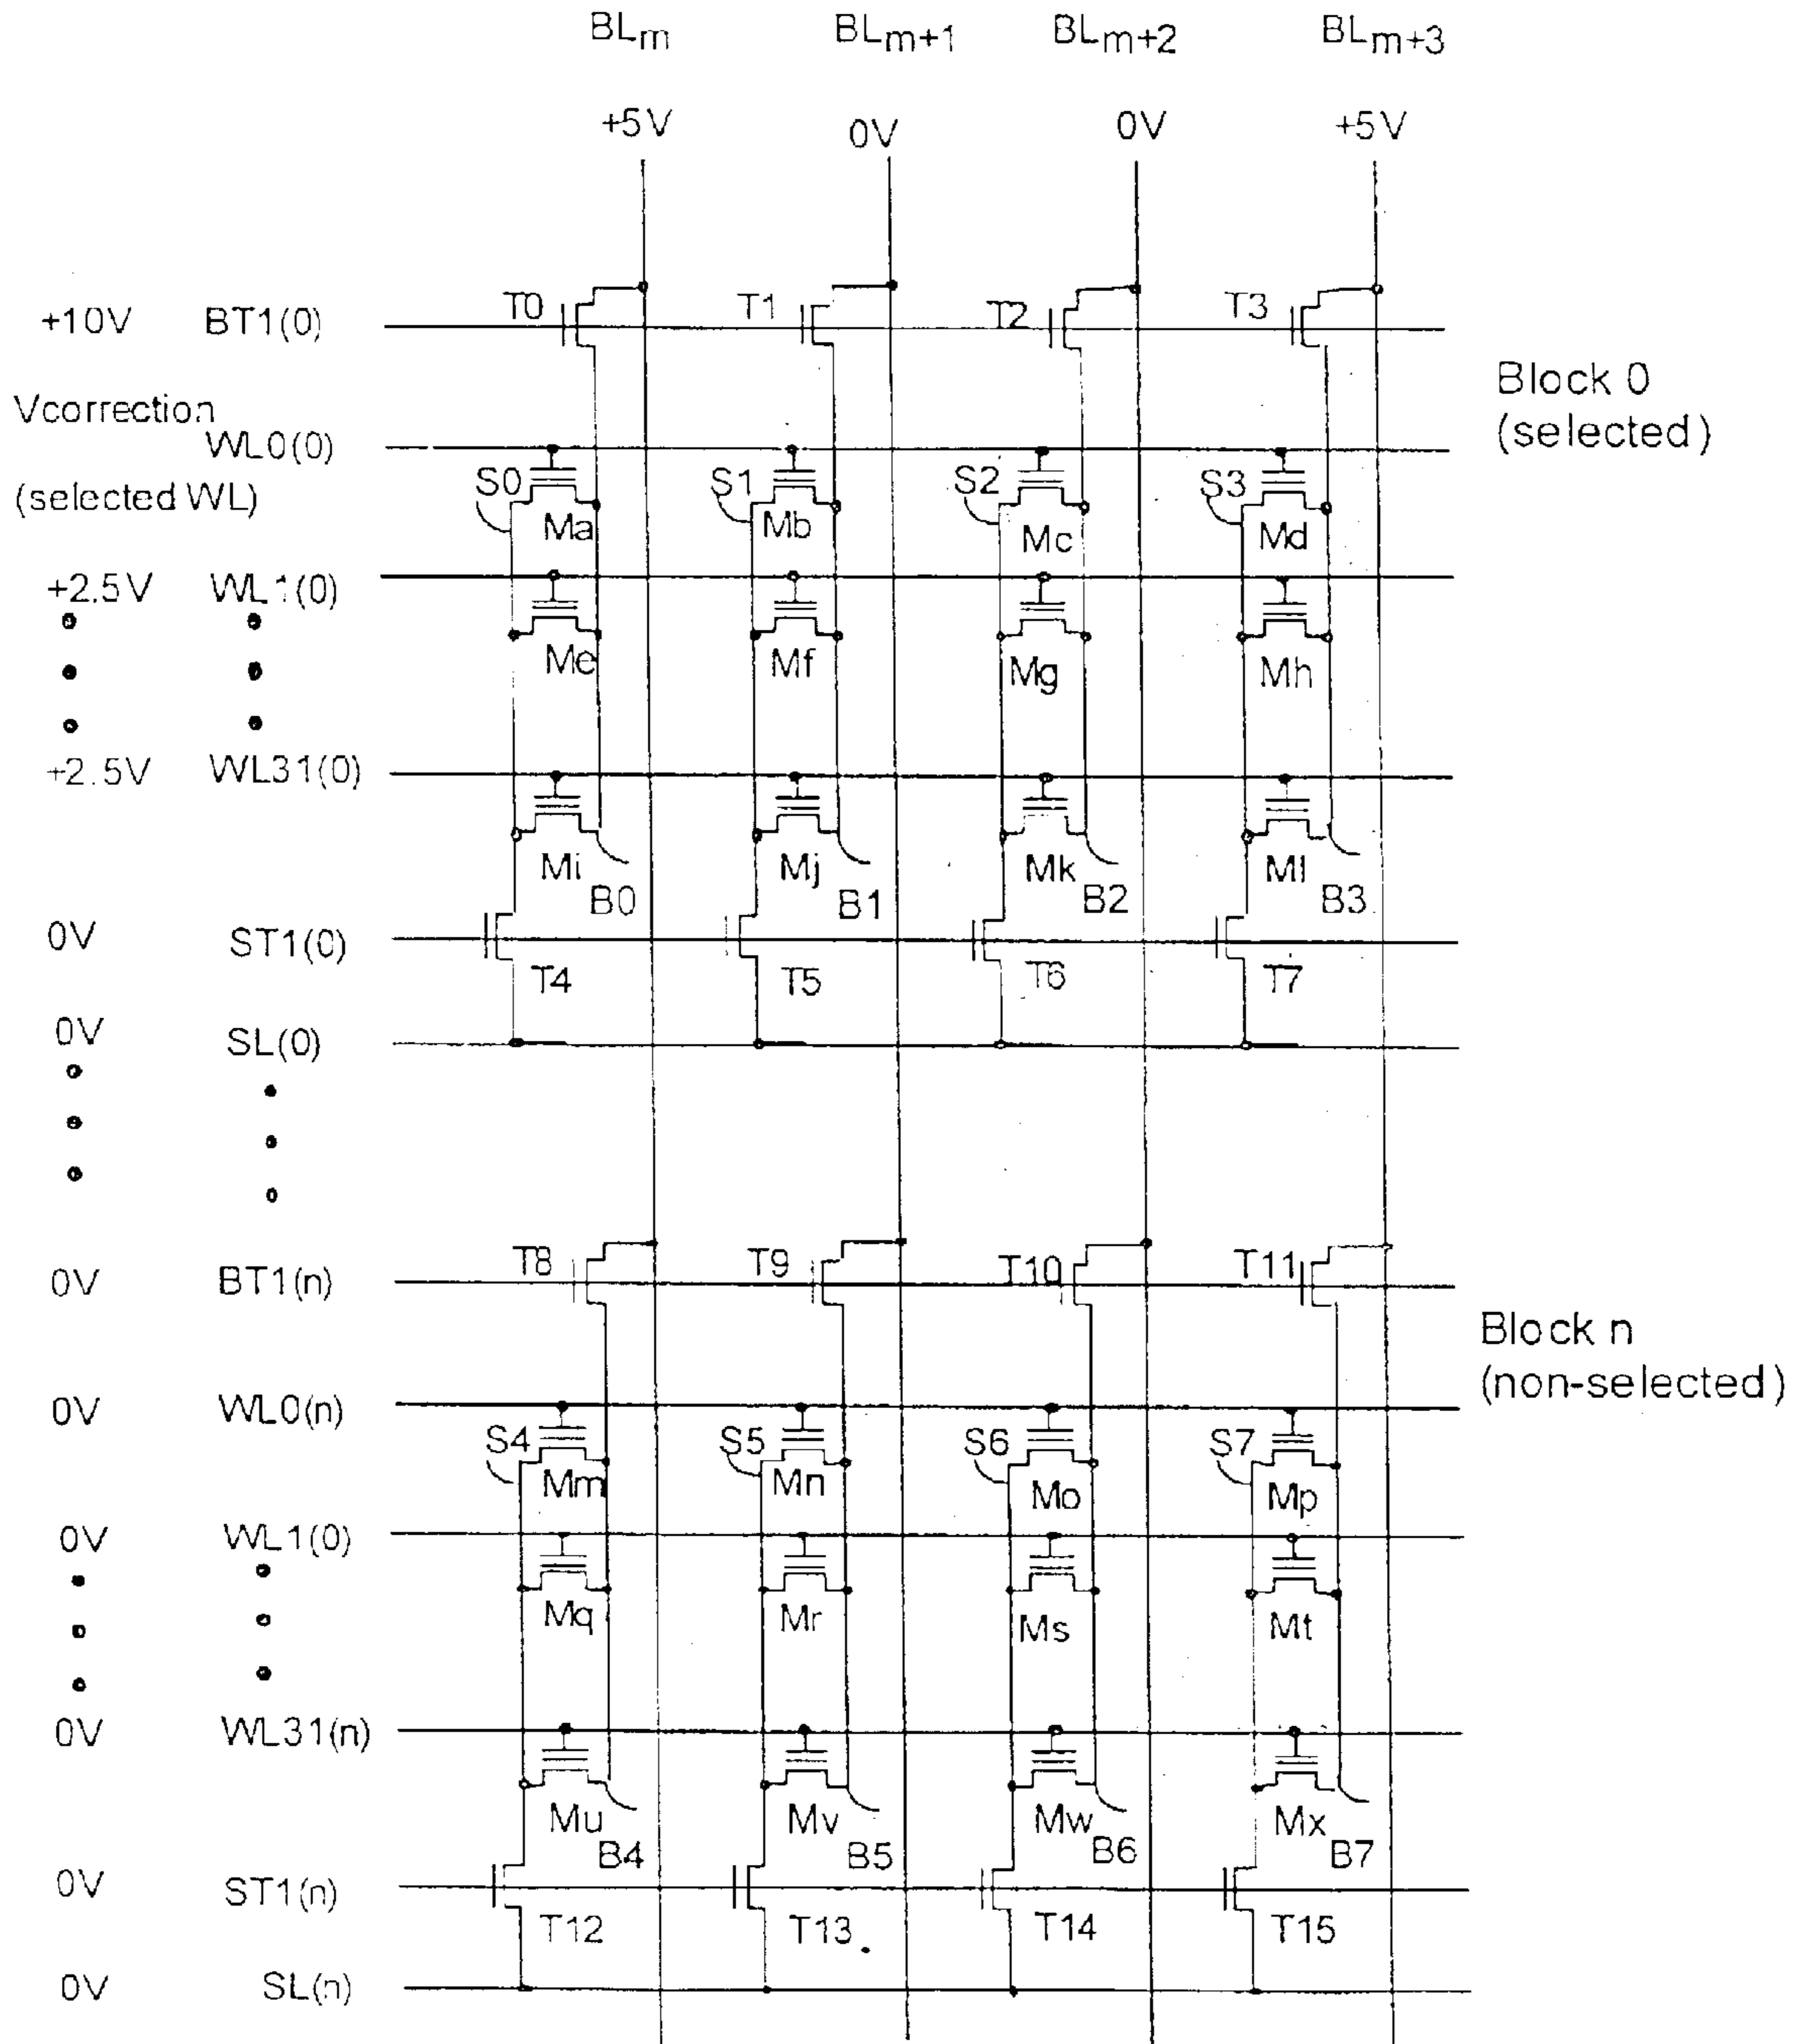 BLm BLm+1 BLm+2 BLm+3
+5V 0V 0V +5V
+10V BT1(0) T0 T1 T2 T3
Block 0
(selected)
Vcorrection
WL0(0)
(selected WL)
S0 S1 S2 S3
Ma Mb Mc Md
+2.5V WL1(0)
Me Mf Mg Mh
+2.5V WL31(0)
Mi Mj Mk Ml
B0 B1 B2 B3
0V ST1(0)
T4 T5 T6 T7
0V SL(0)
T8 T9 T10 T11
0V BT1(n)
Block n
(non-selected)
0V WL0(n)
S4 S5 S6 S7
Mm Mn Mo Mp
0V WL1(0)
Mq Mr Ms Mt
0V WL31(n)
Mu Mv Mw Mx
B4 B5 B6 B7
0V ST1(n)
T12 T13 T14 T15
0V SL(n)